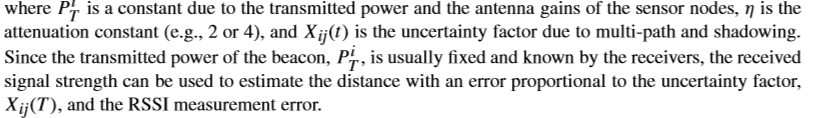 where P_T^i is a constant due to the transmitted power and the antenna gains of the sensor nodes, η is the
attenuation constant (e.g., 2 or 4), and X_{ij}(t) is the uncertainty factor due to multi-path and shadowing.
Since the transmitted power of the beacon, P_T^i, is usually fixed and known by the receivers, the received
signal strength can be used to estimate the distance with an error proportional to the uncertainty factor,
X_{ij}(T), and the RSSI measurement error.